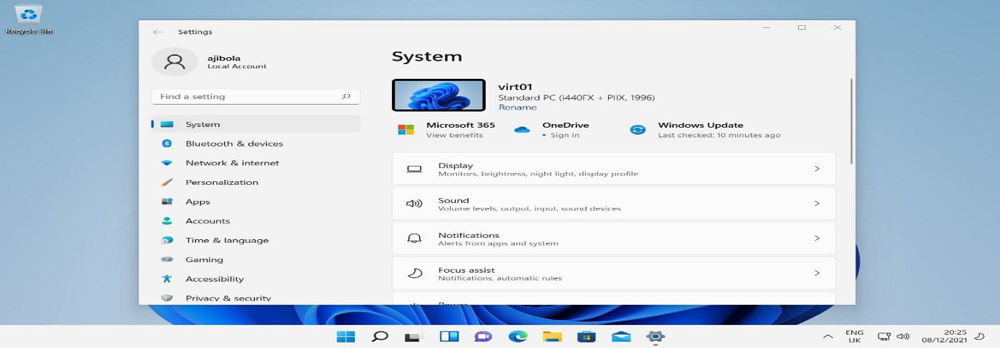 Recycle Bin
Settings
ajibola
Local Account
Find a setting
System
Bluetooth & devices
Network & internet
Personalization
Apps
Accounts
Time & language
Gaming
Accessibility
Privacy & security
System
virt01
Standard PC (i440FX + PIIX, 1996)
Rename
Microsoft 365
View benefits
OneDrive
• Sign In
Windows Update
Last checked: 10 minutes ago
Display
Monitors, brightness, night light, display profile
Sound
Volume levels, output, input, sound devices
Notifications
Alerts from apps and system
Focus assist
Notifications, automatic rules
Power
ENG
UK
20:25
08/12/2021